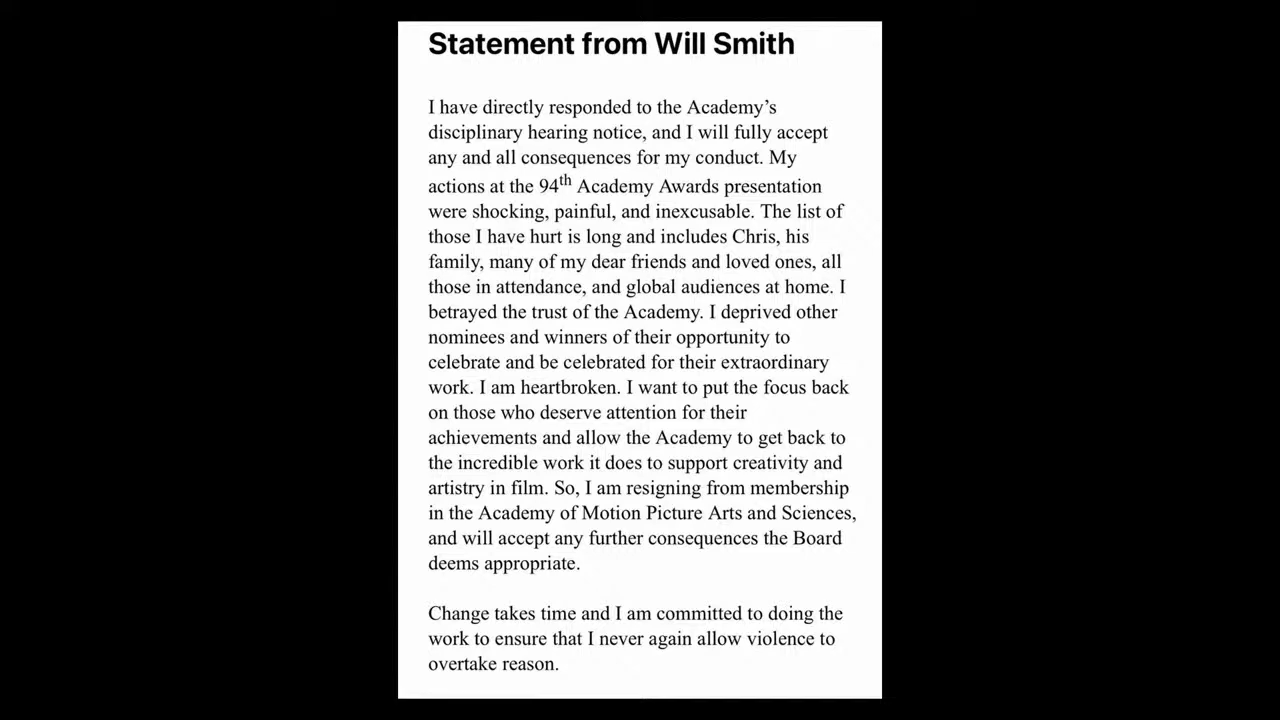 Statement from Will Smith
I have directly responded to the Academy’s
disciplinary hearing notice, and I will fully accept
any and all consequences for my conduct. My
actions at the 94th Academy Awards presentation
were shocking, painful, and inexcusable. The list of
those I have hurt is long and includes Chris, his
family, many of my dear friends and loved ones, all
those in attendance, and global audiences at home. I
betrayed the trust of the Academy. I deprived other
nominees and winners of their opportunity to
celebrate and be celebrated for their extraordinary
work. I am heartbroken. I want to put the focus back
on those who deserve attention for their
achievements and allow the Academy to get back to
the incredible work it does to support creativity and
artistry in film. So, I am resigning from membership
in the Academy of Motion Picture Arts and Sciences,
and will accept any further consequences the Board
deems appropriate.
Change takes time and I am committed to doing the
work to ensure that I never again allow violence to
overtake reason.